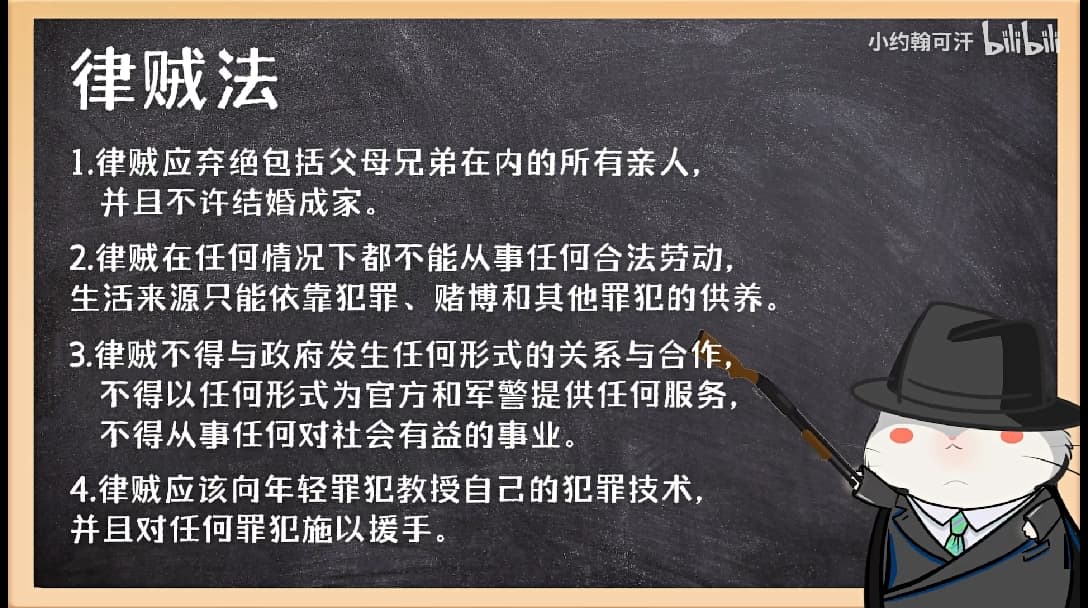 小约翰可汗 bilibili
律贼法
1.律贼应弃绝包括父母兄弟在内的所有亲人，
并且不许结婚成家。
2.律贼在任何情况下都不能从事任何合法劳动，
生活来源只能依靠犯罪、赌博和其他罪犯的供养。
3.律贼不得与政府发生任何形式的关系与合作，
不得以任何形式为官方和军警提供任何服务，
不得从事任何对社会有益的事业。
4.律贼应该向年轻罪犯教授自己的犯罪技术，
并且对任何罪犯施以援手。